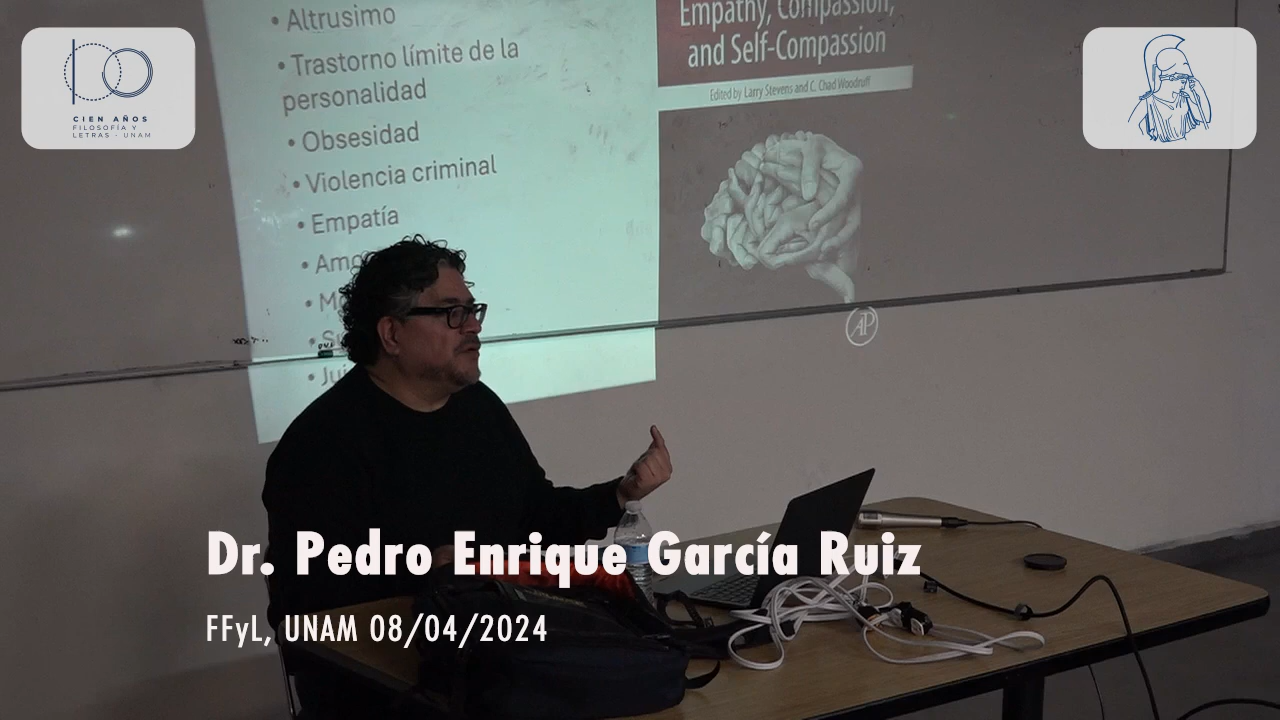 • Altrusimo
• Trastorno límite de la
personalidad
• Obsesidad
• Violencia criminal
• Empatía
Empathy, Compassion,
and Self-Compassion
Edited by Larry Stevens and C. Chad Woodruff
AP
CIEN AÑOS
FILOSOFÍA Y
LETRAS · UNAM
Dr. Pedro Enrique García Ruiz
FFyL, UNAM 08/04/2024